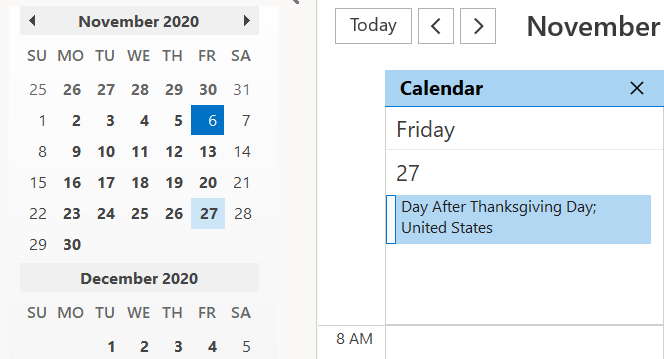 November 2020
SU MO TU WE TH FR SA
25 26 27 28 29 30 31
1 2 3 4 5 6 7
8 9 10 11 12 13 14
15 16 17 18 19 20 21
22 23 24 25 26 27 28
29 30
December 2020
SU MO TU WE TH FR SA
1 2 3 4 5
Today
November
Calendar
Friday
27
Day After Thanksgiving Day;
United States
8 AM